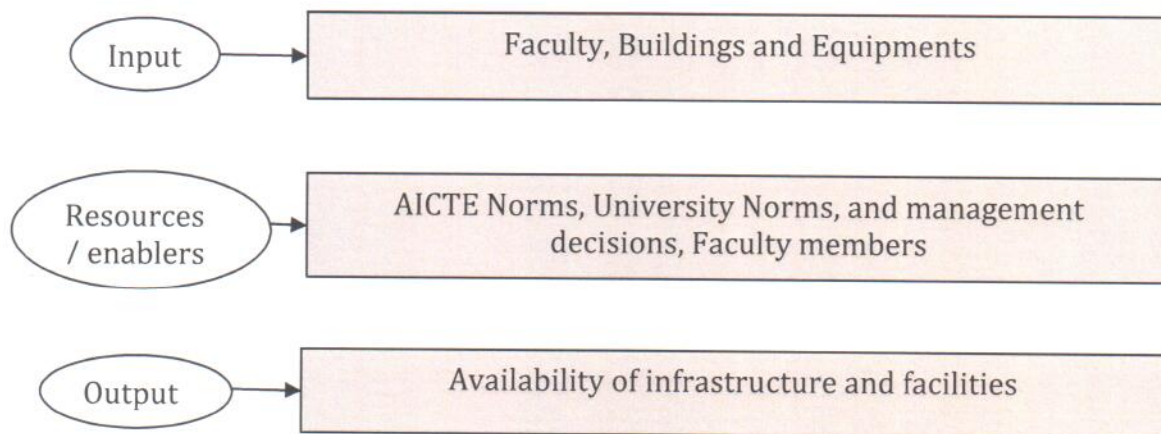 Input
Faculty, Buildings and Equipments
Resources
/ enablers
AICTE Norms, University Norms, and management
decisions, Faculty members
Output
Availability of infrastructure and facilities